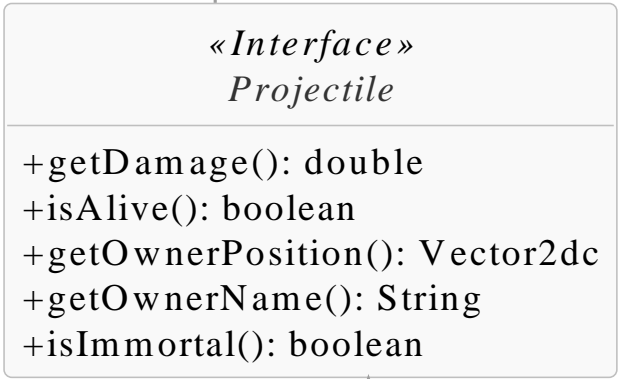 «Interface»
Projectile
+getDamage(): double
+isAlive(): boolean
+getOwnerPosition(): Vector2dc
+getOwnerName(): String
+isImmortal(): boolean